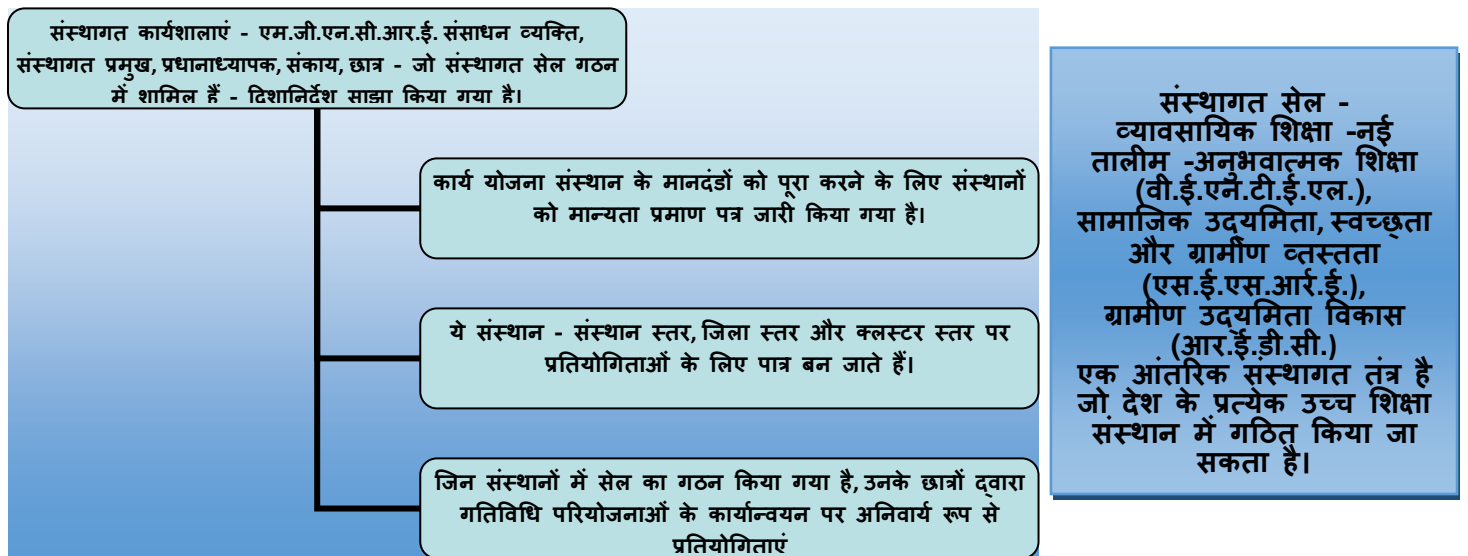 संस्थागत कार्यशालाएं - एम.जी.एन.सी.आर.ई. संसाधन व्यक्ति,
संस्थागत प्रमुख, प्रधानाध्यापक, संकाय, छात्र - जो संस्थागत सेल गठन
में शामिल हैं - दिशानिर्देश साझा किया गया है।
कार्य योजना संस्थान के मानदंडों को पूरा करने के लिए संस्थानों
को मान्यता प्रमाण पत्र जारी किया गया है।
ये संस्थान - संस्थान स्तर, जिला स्तर और क्लस्टर स्तर पर
प्रतियोगिताओं के लिए पात्र बन जाते हैं।
जिन संस्थानों में सेल का गठन किया गया है, उनके छात्रों द्वारा
गतिविधि परियोजनाओं के कार्यान्वयन पर अनिवार्य रूप से
प्रतियोगिताएं
संस्थागत सेल -
व्यावसायिक शिक्षा -नई
तालीम -अनुभवात्मक शिक्षा
(वी.ई.एन.टी.ई.एल.),
सामाजिक उद्यमिता, स्वच्छता
और ग्रामीण व्तस्तता
(एस.ई.एस.आर.ई.),
ग्रामीण उद्यमिता विकास
(आर.ई.डी.सी.)
एक आंतरिक संस्थागत तंत्र है
जो देश के प्रत्येक उच्च शिक्षा
संस्थान में गठित किया जा
सकता है।